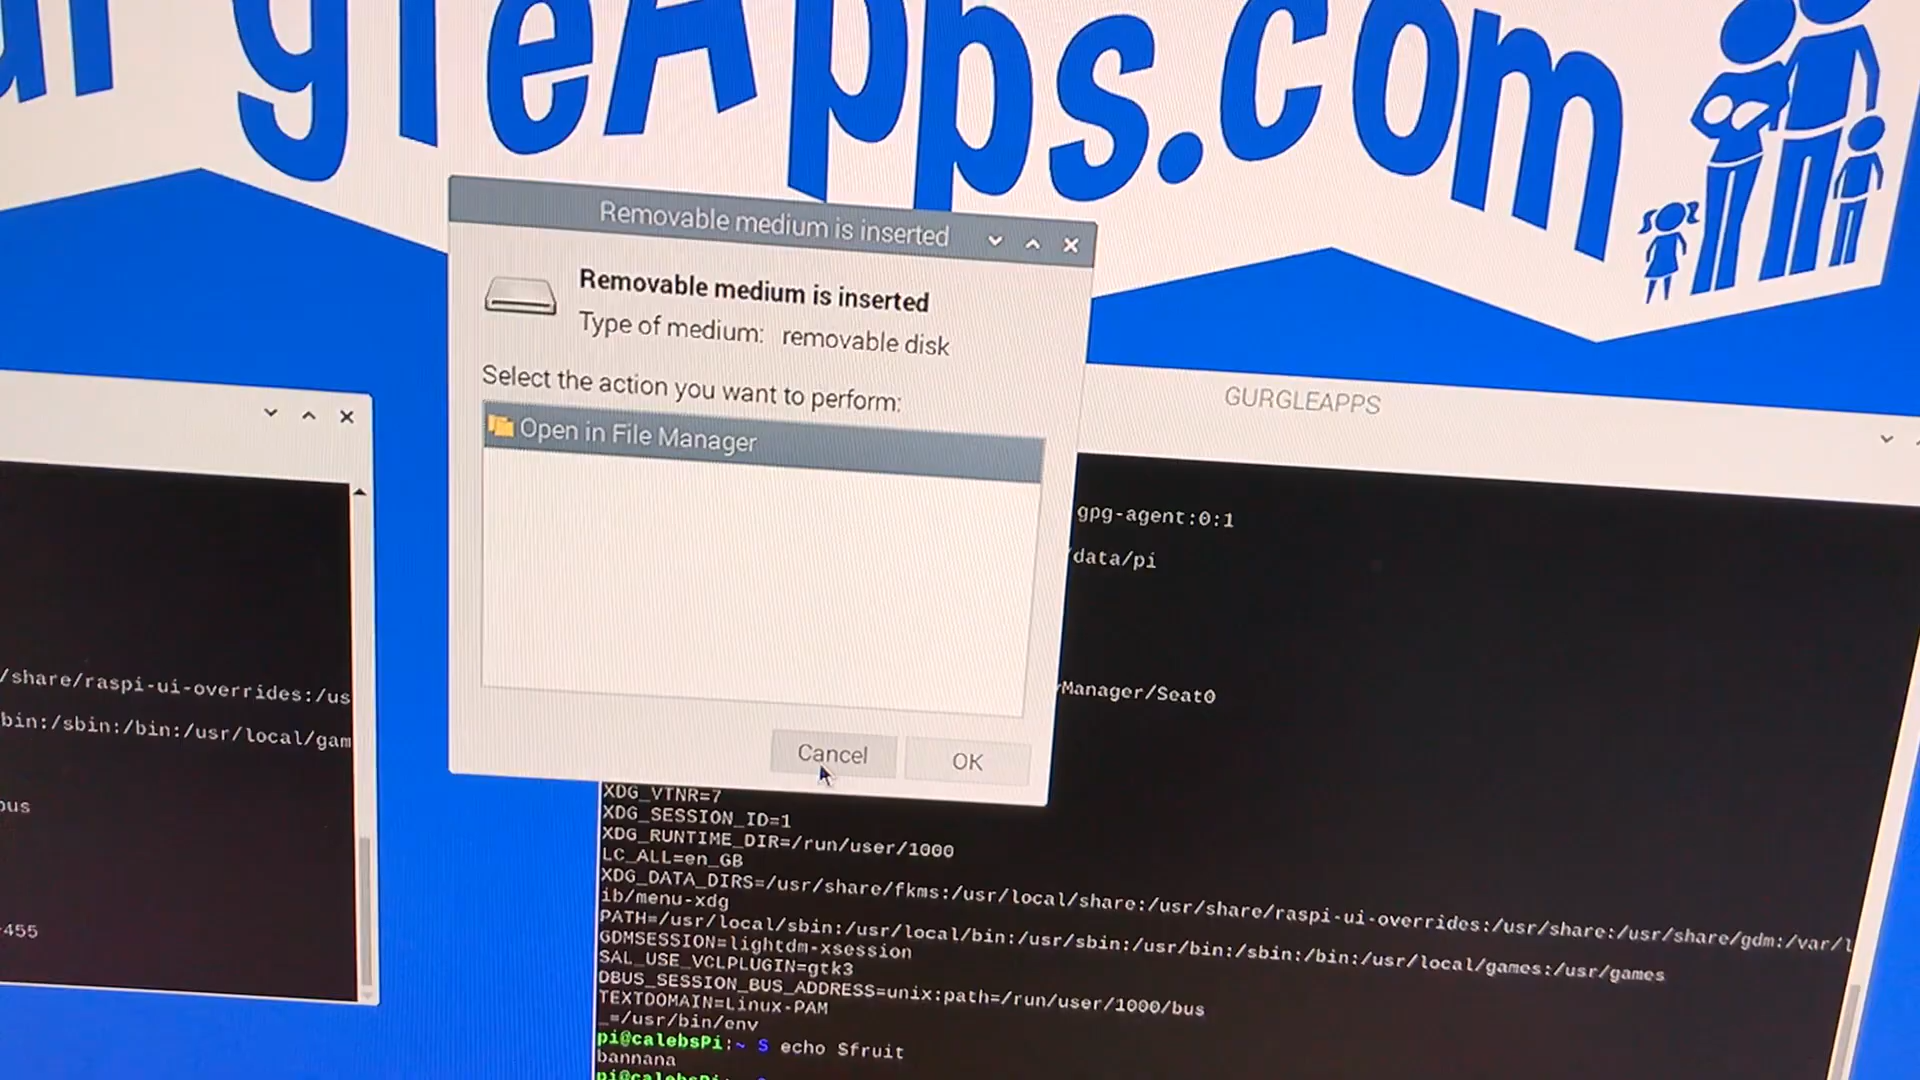 urgleApps.com
Removable medium is inserted
Removable medium is inserted
Type of medium: removable disk
Select the action you want to perform:
Open in File Manager
Cancel
OK
GURGLEAPPS
gpg-agent:0:1
/data/pi
Manager/Seat0
/share/raspi-ui-overrides:/us
bin:/sbin:/bin:/usr/local/gam
bus
-455
XDG_VTNR=7
XDG_SESSION_ID=1
XDG_RUNTIME_DIR=/run/user/1000
LC_ALL=en_GB
XDG_DATA_DIRS=/usr/share/fkms:/usr/local/share:/usr/share/raspi-ui-overrides:/usr/share:/usr/share/gdm:/var/l
ib/menu-xdg
PATH=/usr/local/sbin:/usr/local/bin:/usr/sbin:/usr/bin:/sbin:/bin:/usr/local/games:/usr/games
GDMSESSION=lightdm-xsession
SAL_USE_VCLPLUGIN=gtk3
DBUS_SESSION_BUS_ADDRESS=unix:path=/run/user/1000/bus
TEXTDOMAIN=Linux-PAM
_=/usr/bin/env
pi@calebsPi:~ $ echo $fruit
bannana
pi@calebsPi:~